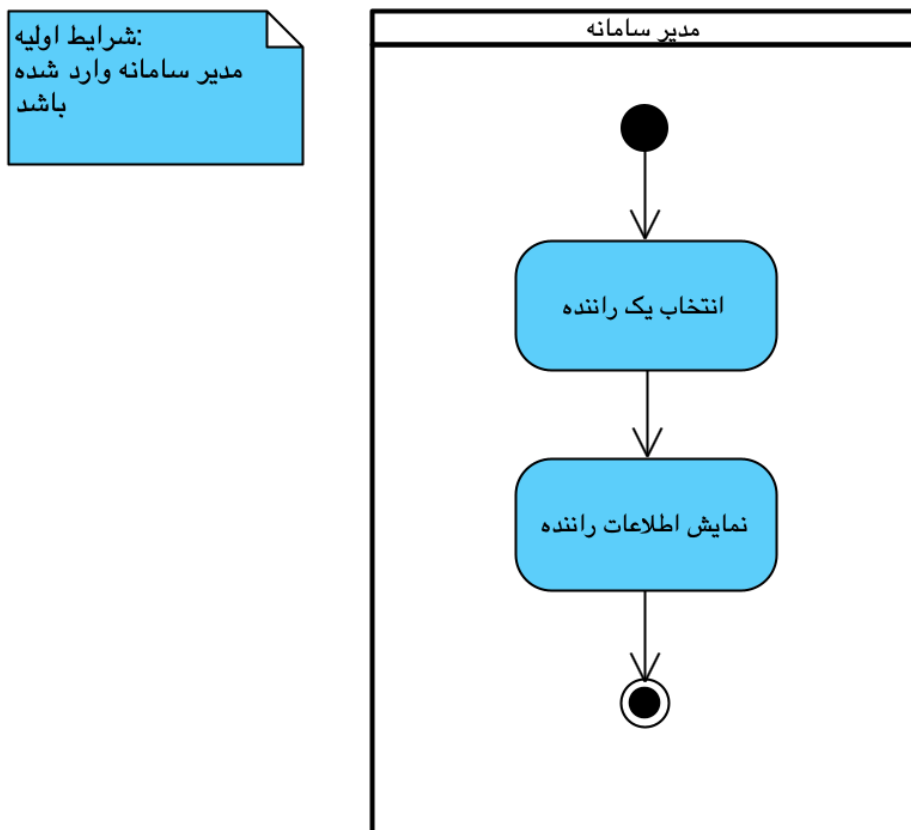 شرایط اولیه:
مدیر سامانه وارد شده
باشد
مدیر سامانه
انتخاب یک راننده
نمایش اطلاعات راننده